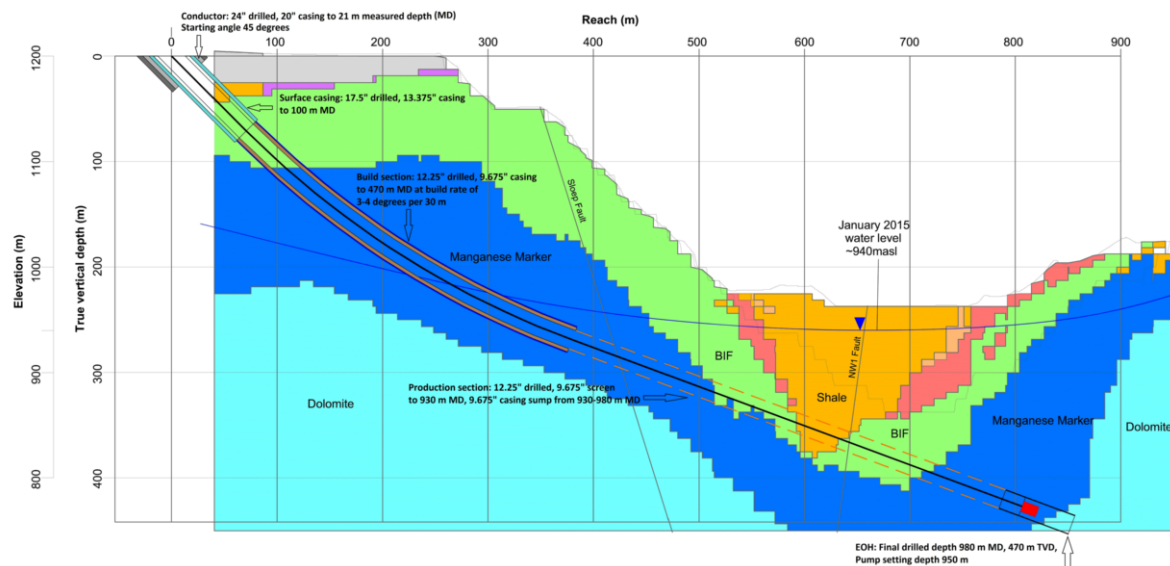 Conductor: 24" drilled, 20" casing to 21 m measured depth (MD)
Starting angle 45 degrees
Reach (m)
0 100 200 300 400 500 600 700 800 900
1200 0
Surface casing: 17.5" drilled, 13.375" casing
to 100 m MD
1100 100
Build section: 12.25" drilled, 9.675" casing
to 470 m MD at build rate of
3-4 degrees per 30 m
Sloep Fault
January 2015
water level
~940masl
Elevation (m)
True vertical depth (m)
1000 200
Manganese Marker
900 300
BIF
NW1 Fault
Production section: 12.25" drilled, 9.675" screen
to 930 m MD, 9.675" casing sump from 930-980 m MD
Dolomite
Shale
BIF
Manganese Marker
Dolomite
800 400
EOH: Final drilled depth 980 m MD, 470 m TVD,
Pump setting depth 950 m